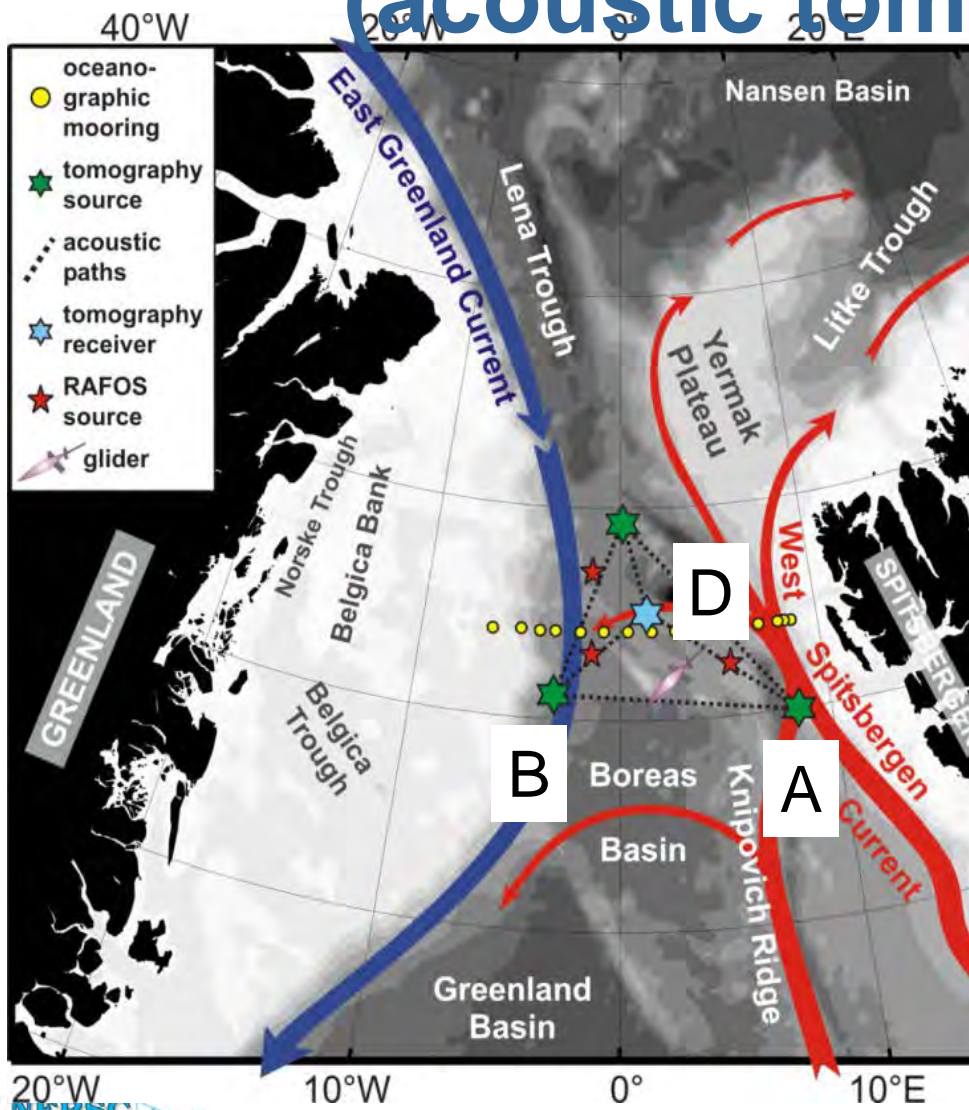 (acoustic tom
40°W
20°W
0°
20°E
oceano-
graphic
mooring
tomography
source
acoustic
paths
tomography
receiver
RAFOS
source
glider
East Greenland Current
Lena Trough
Nansen Basin
Litke Trough
Yermak
Plateau
Norske Trough
Belgica Bank
GREENLAND
Belgica
Trough
D
West
Spitsbergen
Current
SPITSBERGEN
B
A
Boreas
Basin
Knipovich Ridge
Greenland
Basin
20°W
10°W
0°
10°E